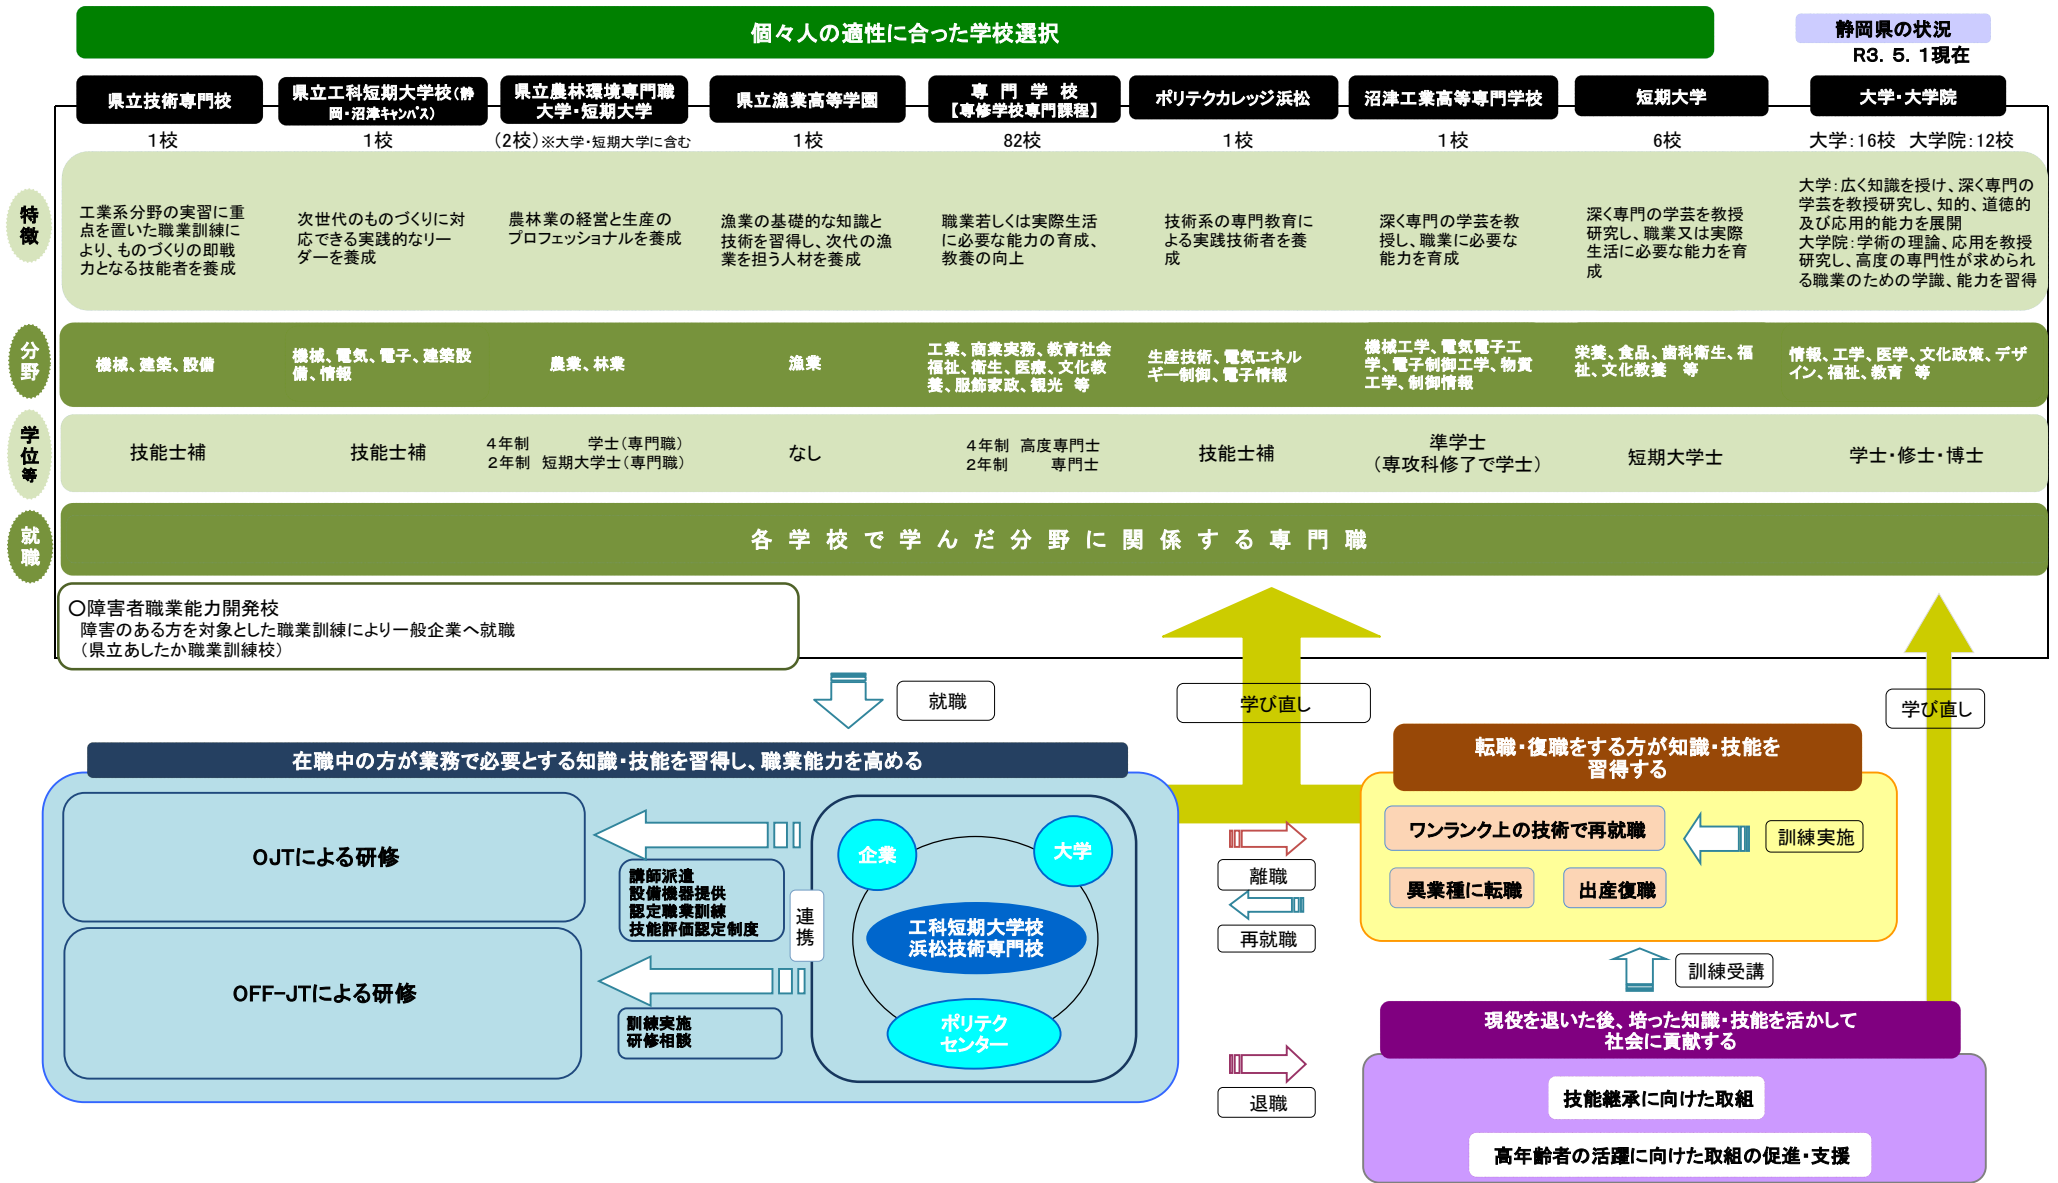 個々人の適性に合った学校選択
静岡県の状況
R3. 5. 1現在
県立技術専門校
県立工科短期大学校(静
岡・沼津キャンパス)
県立農林環境専門職
大学・短期大学
県立漁業高等学園
専 門 学 校
【専修学校専門課程】
ポリテクカレッジ浜松
沼津工業高等専門学校
短期大学
大学・大学院
1校
1校
(2校)※大学・短期大学に含む
1校
82校
1校
1校
6校
大学:16校 大学院:12校
特
徴
工業系分野の実習に重
点を置いた職業訓練に
より、ものづくりの即戦
力となる技能者を養成
次世代のものづくりに対
応できる実践的なリー
ダーを養成
農林業の経営と生産の
プロフェッショナルを養成
漁業の基礎的な知識と
技術を習得し、次代の漁
業を担う人材を養成
職業若しくは実際生活
に必要な能力の育成、
教養の向上
技術系の専門教育に
よる実践技術者を養
成
深く専門の学芸を教
授し、職業に必要な
能力を育成
深く専門の学芸を教授
研究し、職業又は実際
生活に必要な能力を育
成
大学:広く知識を授け、深く専門の
学芸を教授研究し、知的、道徳的
及び応用的能力を展開
大学院:学術の理論、応用を教授
研究し、高度の専門性が求められ
る職業のための学識、能力を習得
分
野
機械、建築、設備
機械、電気、電子、建築設
備、情報
農業、林業
漁業
工業、商業実務、教育社会
福祉、衛生、医療、文化教
養、服飾家政、観光 等
生産技術、電気エネル
ギー制御、電子情報
機械工学、電気電子工
学、電子制御工学、物質
工学、制御情報
栄養、食品、歯科衛生、福
祉、文化教養 等
情報、工学、医学、文化政策、デザ
イン、福祉、教育 等
学
位
等
技能士補
技能士補
4年制 学士(専門職)
2年制 短期大学士(専門職)
なし
4年制 高度専門士
2年制 専門士
技能士補
準学士
(専攻科修了で学士)
短期大学士
学士・修士・博士
就
職
各学校で学んだ分野に関係する専門職
○障害者職業能力開発校
障害のある方を対象とした職業訓練により一般企業へ就職
(県立あしたか職業訓練校)
就職
学び直し
学び直し
在職中の方が業務で必要とする知識・技能を習得し、職業能力を高める
OJTによる研修
OFF-JTによる研修
講師派遣
設備機器提供
認定職業訓練
技能評価認定制度
訓練実施
研修相談
連
携
企業
大学
工科短期大学校
浜松技術専門校
ポリテク
センター
離職
再就職
退職
転職・復職をする方が知識・技能を
習得する
ワンランク上の技術で再就職
訓練実施
異業種に転職
出産復職
訓練受講
現役を退いた後、培った知識・技能を活かして
社会に貢献する
技能継承に向けた取組
高年齢者の活躍に向けた取組の促進・支援